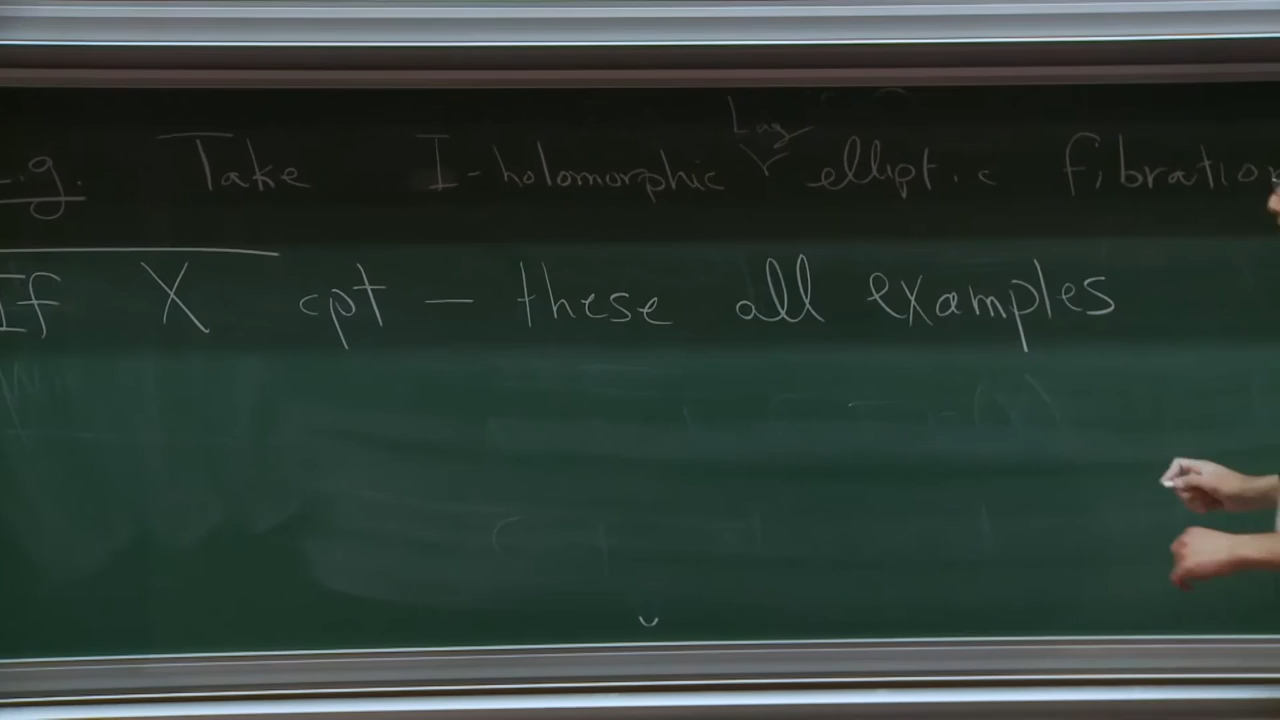 E.g. Take I-holomorphic Lag elliptic fibration
If X cpt — these all examples